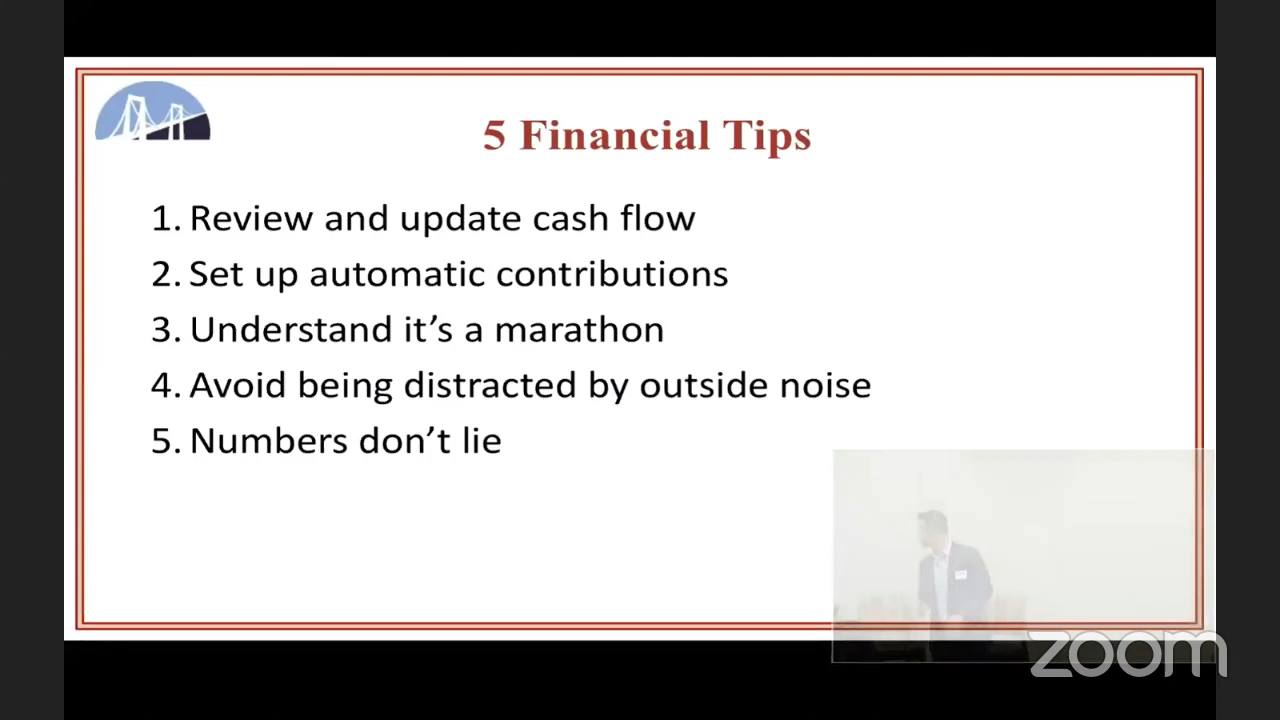 5 Financial Tips
1. Review and update cash flow
2. Set up automatic contributions
3. Understand it’s a marathon
4. Avoid being distracted by outside noise
5. Numbers don’t lie
zoom